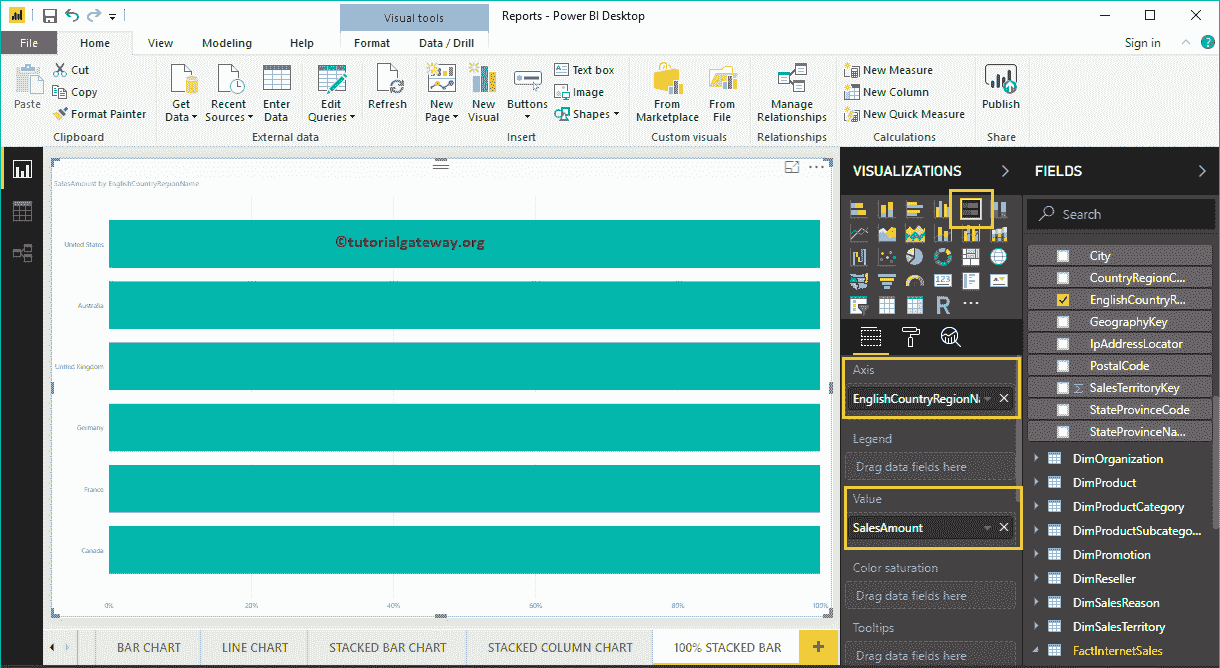 Visual tools
Reports - Power BI Desktop
File
Home
View
Modeling
Help
Format
Data / Drill
Sign in
?
Paste
Cut
Copy
Format Painter
Clipboard
Get
Data
Recent
Sources
Enter
Data
Edit
Queries
External data
Refresh
New
Page
New
Visual
Buttons
Text box
Image
Shapes
Insert
From
Marketplace
From
File
Custom visuals
Manage
Relationships
Relationships
New Measure
New Column
New Quick Measure
Calculations
Publish
Share
SalesAmount by EnglishCountryRegionName
©tutorialgateway.org
United States
Australia
United Kingdom
Germany
France
Canada
0%
20%
40%
60%
80%
100%
BAR CHART
LINE CHART
STACKED BAR CHART
STACKED COLUMN CHART
100% STACKED BAR
+
VISUALIZATIONS
123
R
Axis
EnglishCountryRegionNa
Legend
Drag data fields here
Value
SalesAmount
Color saturation
Drag data fields here
Tooltips
Drag data fields here
FIELDS
Search
City
CountryRegionC...
EnglishCountryR...
GeographyKey
IpAddressLocator
PostalCode
Σ SalesTerritoryKey
StateProvinceCode
StateProvinceNa...
DimOrganization
DimProduct
DimProductCategory
DimProductSubcatego...
DimPromotion
DimReseller
DimSalesReason
DimSalesTerritory
FactInternetSales